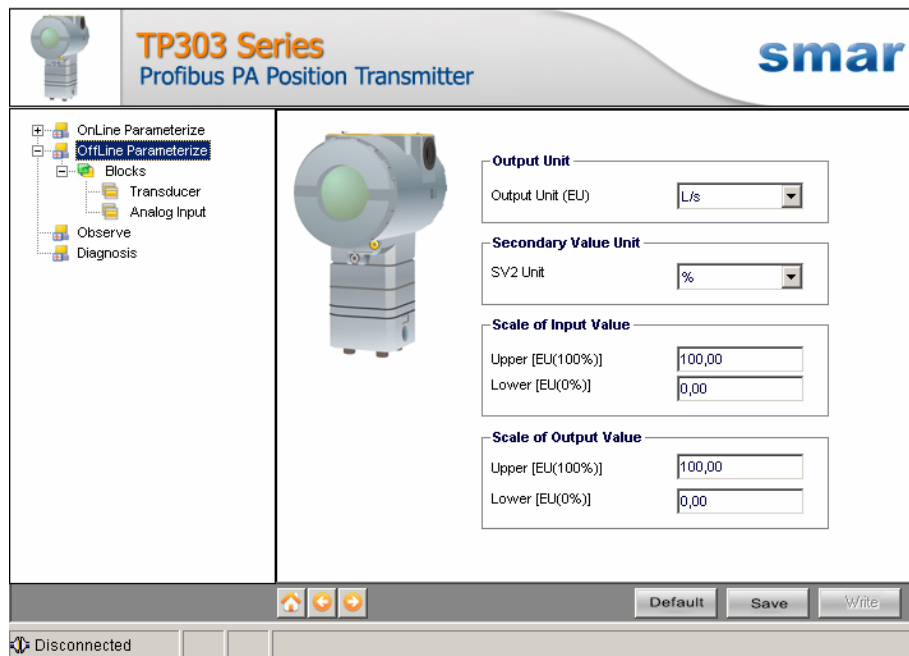 TP303 Series
Profibus PA Position Transmitter
smar
OnLine Parameterize
OffLine Parameterize
Blocks
Transducer
Analog Input
Observe
Diagnosis
Output Unit
Output Unit (EU)
L/s
Secondary Value Unit
SV2 Unit
%
Scale of Input Value
Upper [EU(100%)]
100,00
Lower [EU(0%)]
0,00
Scale of Output Value
Upper [EU(100%)]
100,00
Lower [EU(0%)]
0,00
Default
Save
Write
Disconnected